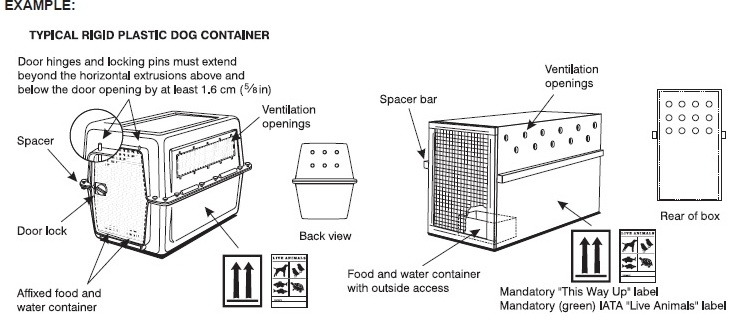 EXAMPLE:
TYPICAL RIGID PLASTIC DOG CONTAINER
Door hinges and locking pins must extend
beyond the horizontal extrusions above and
below the door opening by at least 1.6 cm (5/8 in)
Ventilation
openings
Spacer
Door lock
Back view
Affixed food and
water container
LIVE ANIMALS
Spacer bar
Ventilation
openings
Rear of box
Food and water container
with outside access
LIVE ANIMALS
Mandatory "This Way Up" label
Mandatory (green) IATA "Live Animals" label